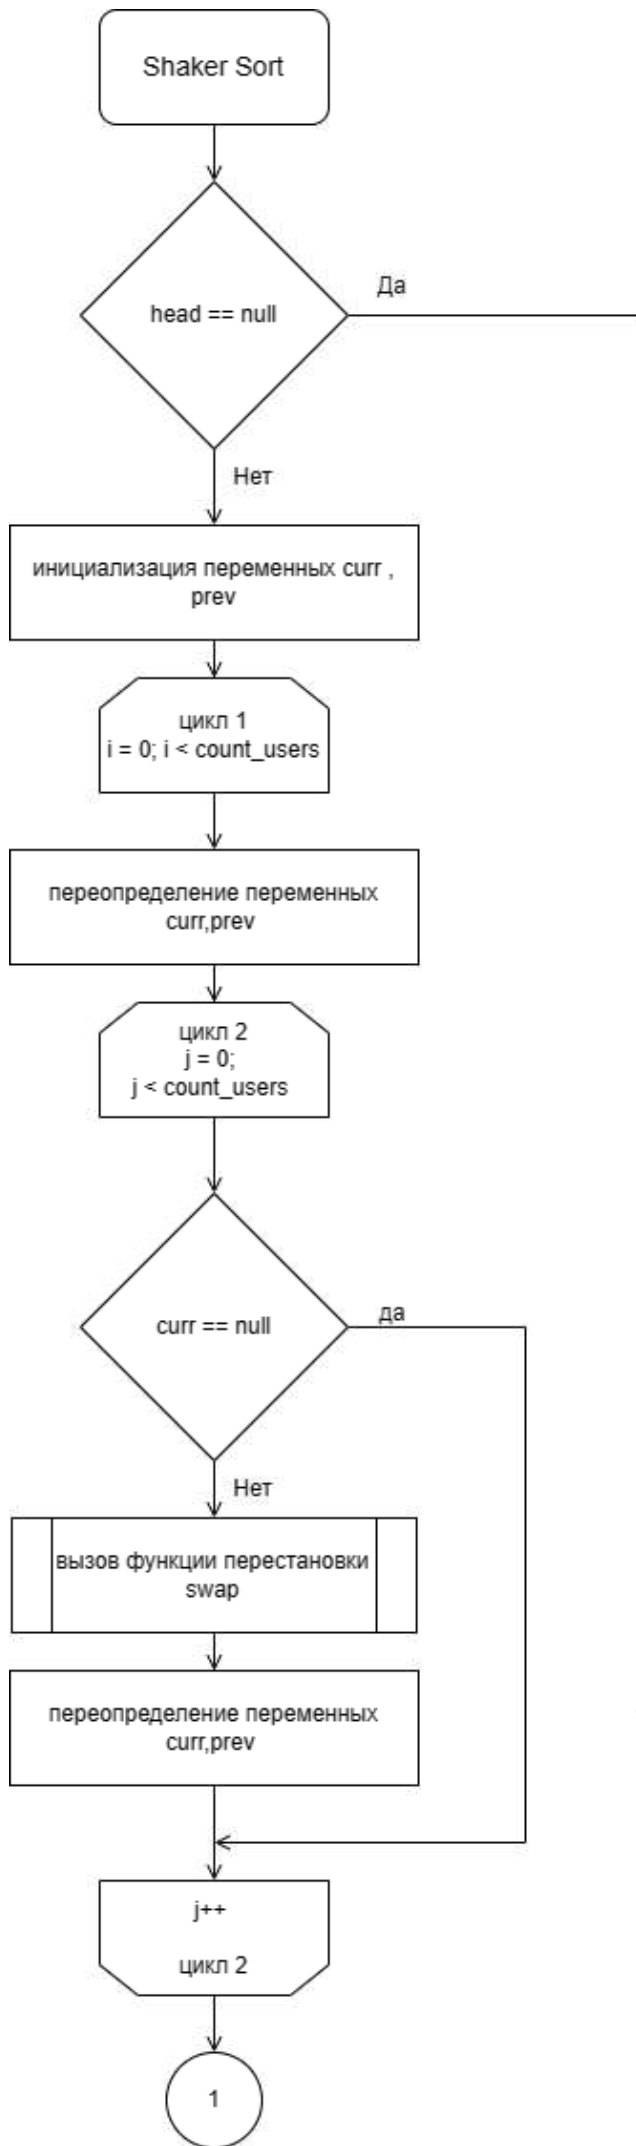 Shaker Sort
head == null
Да
Нет
инициализация переменных curr ,
prev
цикл 1
i = 0; i < count_users
переопределение переменных
curr,prev
цикл 2
j = 0;
j < count_users
curr == null
да
Нет
вызов функции перестановки
swap
переопределение переменных
curr,prev
j++
цикл 2
1